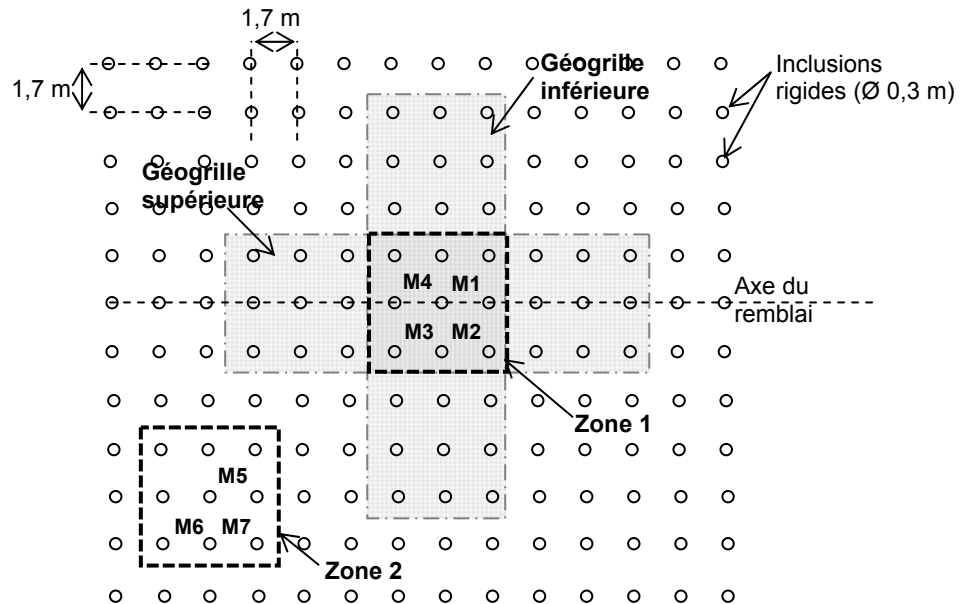 1,7 m
1,7 m
Géogrille
inférieure
Inclusions
rigides (Ø 0,3 m)
Géogrille
supérieure
M4 M1
Axe du
remblai
M3 M2
Zone 1
M5
M6 M7
Zone 2